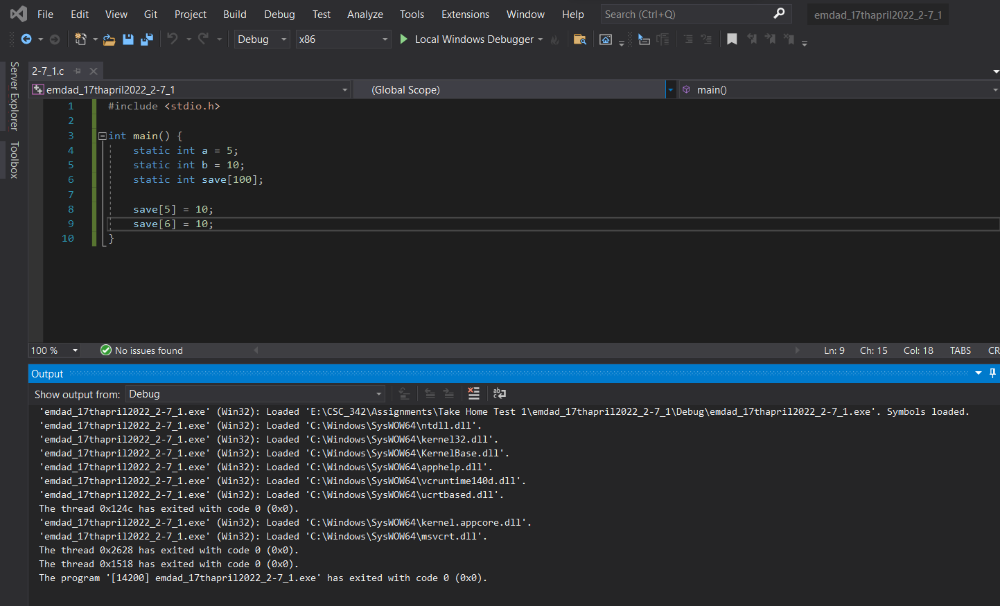 File Edit View Git Project Build Debug Test Analyze Tools Extensions Window Help Search (Ctrl+Q) emdad_17thapril2022_2-7_1
Debug x86 Local Windows Debugger
Server Explorer
Toolbox
2-7_1.c
emdad_17thapril2022_2-7_1 (Global Scope) main()
1 #include <stdio.h>
2
3 int main() {
4 static int a = 5;
5 static int b = 10;
6 static int save[100];
7
8 save[5] = 10;
9 save[6] = 10;
10 }
100 % No issues found Ln: 9 Ch: 15 Col: 18 TABS CR
Output
Show output from: Debug
'emdad_17thapril2022_2-7_1.exe' (Win32): Loaded 'E:\CSC_342\Assignments\Take Home Test 1\emdad_17thapril2022_2-7_1\Debug\emdad_17thapril2022_2-7_1.exe'. Symbols loaded.
'emdad_17thapril2022_2-7_1.exe' (Win32): Loaded 'C:\Windows\SysWOW64\ntdll.dll'.
'emdad_17thapril2022_2-7_1.exe' (Win32): Loaded 'C:\Windows\SysWOW64\kernel32.dll'.
'emdad_17thapril2022_2-7_1.exe' (Win32): Loaded 'C:\Windows\SysWOW64\KernelBase.dll'.
'emdad_17thapril2022_2-7_1.exe' (Win32): Loaded 'C:\Windows\SysWOW64\apphelp.dll'.
'emdad_17thapril2022_2-7_1.exe' (Win32): Loaded 'C:\Windows\SysWOW64\vcruntime140d.dll'.
'emdad_17thapril2022_2-7_1.exe' (Win32): Loaded 'C:\Windows\SysWOW64\ucrtbased.dll'.
The thread 0x124c has exited with code 0 (0x0).
'emdad_17thapril2022_2-7_1.exe' (Win32): Loaded 'C:\Windows\SysWOW64\kernel.appcore.dll'.
'emdad_17thapril2022_2-7_1.exe' (Win32): Loaded 'C:\Windows\SysWOW64\msvcrt.dll'.
The thread 0x2628 has exited with code 0 (0x0).
The thread 0x1518 has exited with code 0 (0x0).
The program '[14200] emdad_17thapril2022_2-7_1.exe' has exited with code 0 (0x0).